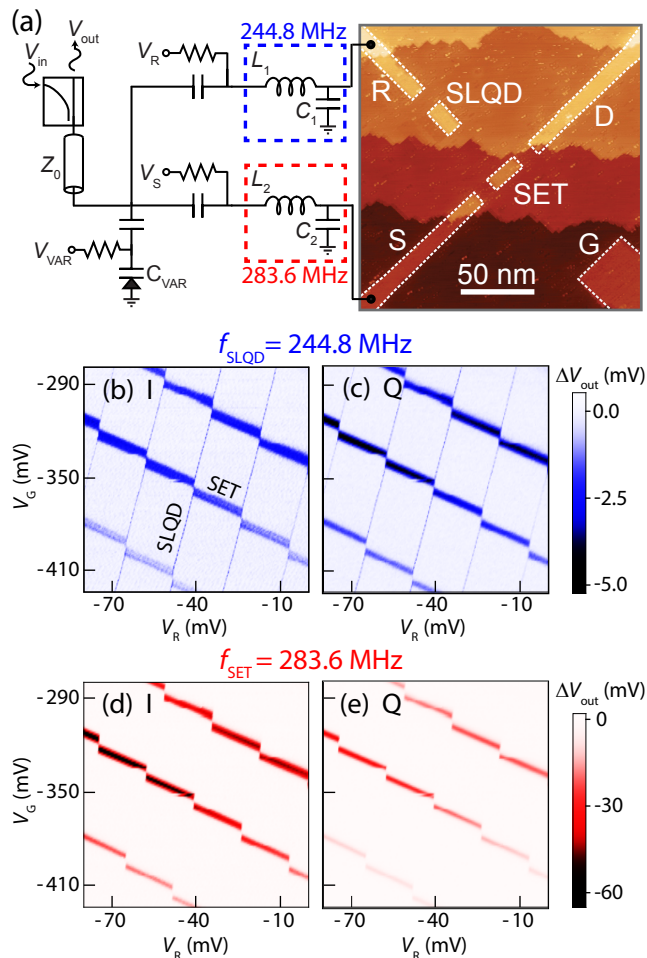 (a)
V_out
V_in
Z_0
V_VAR
C_VAR
V_R
V_S
244.8 MHz
L_1
C_1
L_2
C_2
283.6 MHz
R
SLQD
D
SET
S
G
50 nm
f_SLQD = 244.8 MHz
(b) I
(c) Q
ΔV_out (mV)
0.0
-2.5
-5.0
V_G (mV)
-290
-350
-410
SET
SLQD
-70
-40
-10
-70
-40
-10
V_R (mV)
V_R (mV)
f_SET = 283.6 MHz
(d) I
(e) Q
ΔV_out (mV)
0
-30
-60
V_G (mV)
-290
-350
-410
-70
-40
-10
-70
-40
-10
V_R (mV)
V_R (mV)